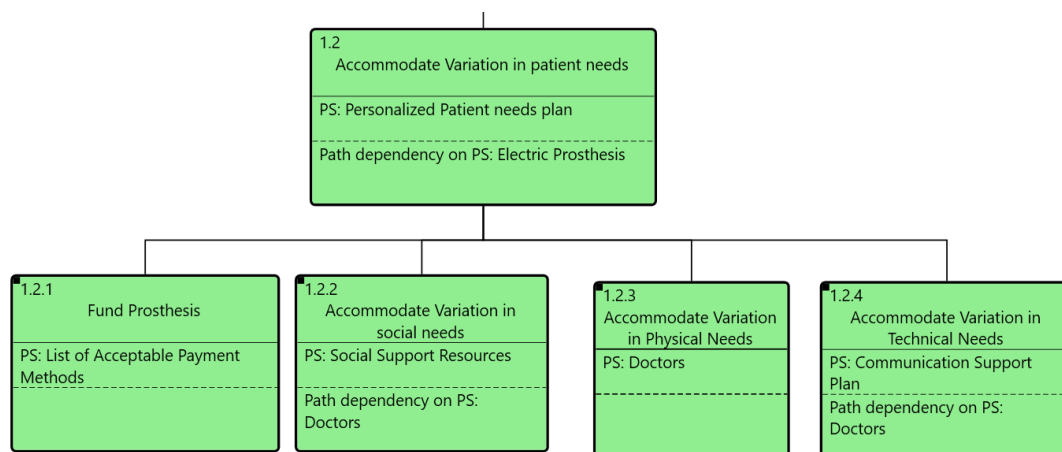 1.2
Accommodate Variation in patient needs
PS: Personalized Patient needs plan
Path dependency on PS: Electric Prosthesis
1.2.1
Fund Prosthesis
PS: List of Acceptable Payment
Methods
1.2.2
Accommodate Variation in
social needs
PS: Social Support Resources
Path dependency on PS:
Doctors
1.2.3
Accommodate Variation
in Physical Needs
PS: Doctors
1.2.4
Accommodate Variation in
Technical Needs
PS: Communication Support
Plan
Path dependency on PS:
Doctors